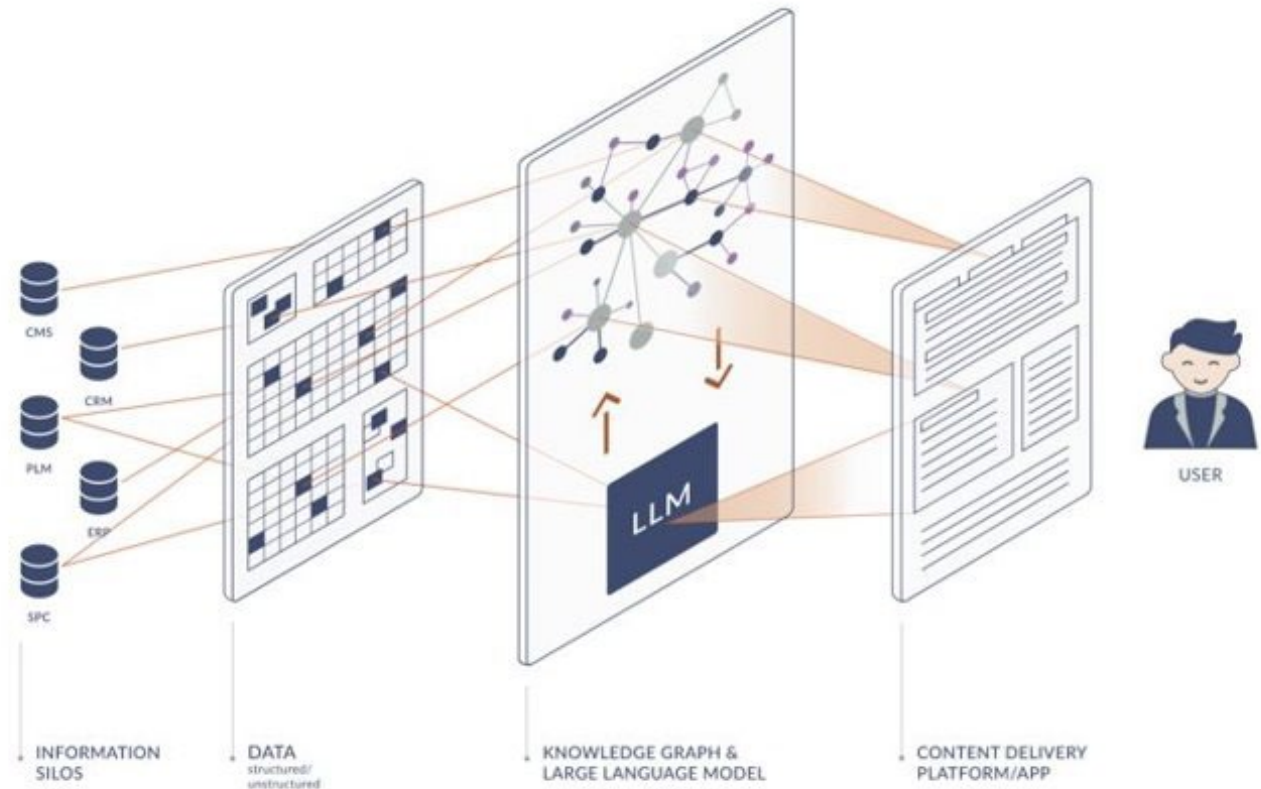 CMS
CRM
PLM
ERP
SPC
LLM
USER
INFORMATION
SILOS
DATA
structured/
unstructured
KNOWLEDGE GRAPH &
LARGE LANGUAGE MODEL
CONTENT DELIVERY
PLATFORM/APP